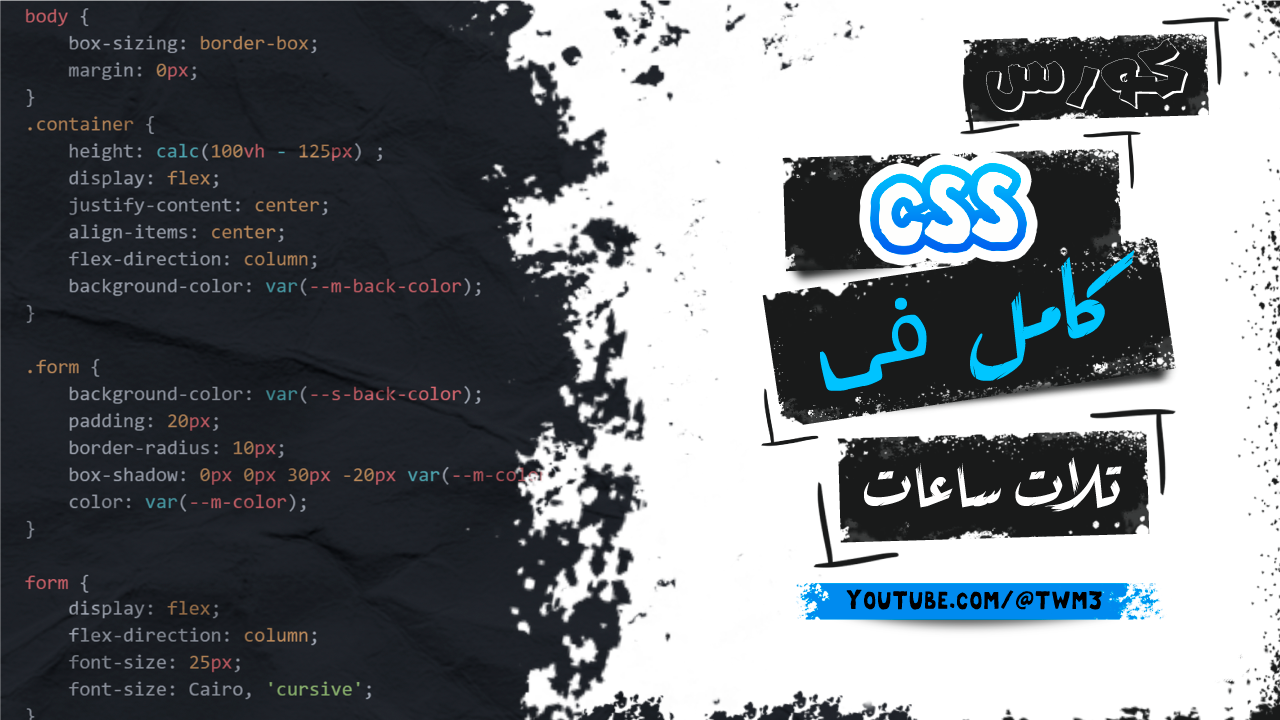 body {
    box-sizing: border-box;
    margin: 0px;
}
.container {
    height: calc(100vh - 125px) ;
    display: flex;
    justify-content: center;
    align-items: center;
    flex-direction: column;
    background-color: var(--m-back-color);
}

.form {
    background-color: var(--s-back-color);
    padding: 20px;
    border-radius: 10px;
    box-shadow: 0px 0px 30px -20px var(--m-color
    color: var(--m-color);
}

form {
    display: flex;
    flex-direction: column;
    font-size: 25px;
    font-size: Cairo, 'cursive';
}
كورس
CSS
كامل فى
تلات ساعات
YOUTUBE.COM/@TWM3